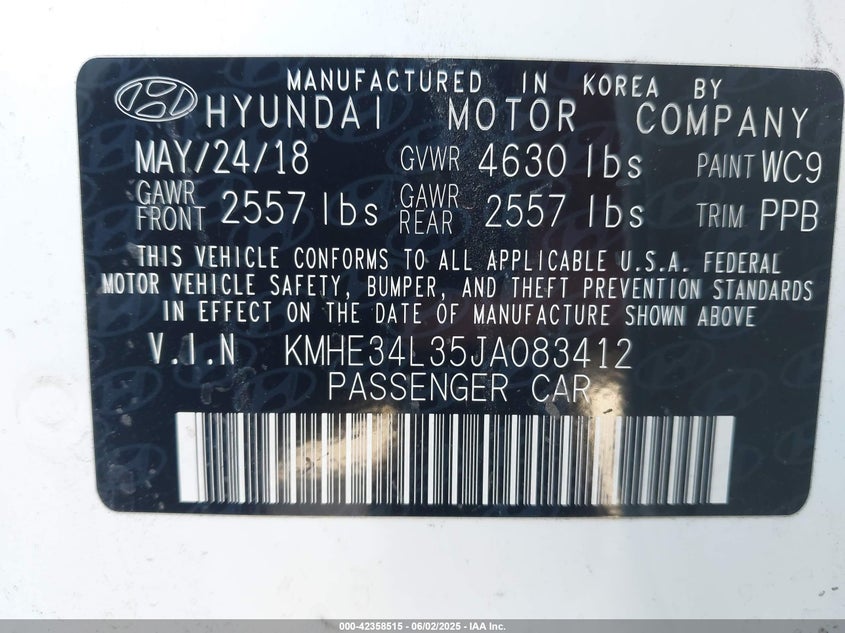 MANUFACTURED IN KOREA BY
HYUNDAI MOTOR COMPANY
MAY/24/18 GVWR 4630 lbs PAINT WC9
GAWR FRONT 2557 lbs GAWR REAR 2557 lbs TRIM PPB
THIS VEHICLE CONFORMS TO ALL APPLICABLE U.S.A. FEDERAL
MOTOR VEHICLE SAFETY, BUMPER, AND THEFT PREVENTION STANDARDS
IN EFFECT ON THE DATE OF MANUFACTURE SHOWN ABOVE
V.I.N KMHE34L35JA083412
PASSENGER CAR
000-42358515 - 06/02/2025 - IAA Inc.